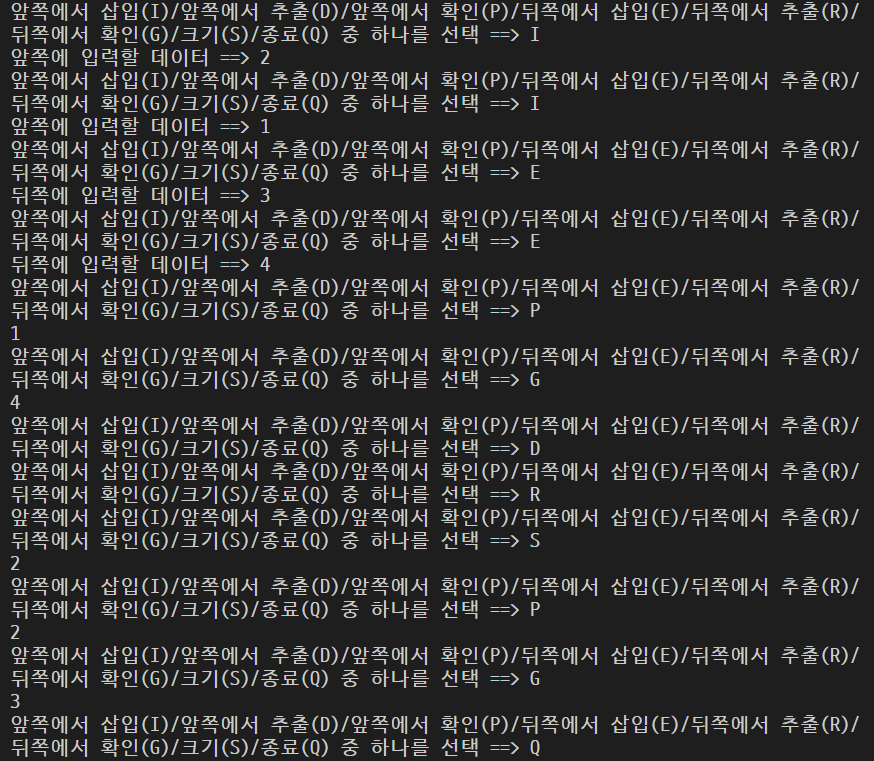 앞쪽에서 삽입(I)/앞쪽에서 추출(D)/앞쪽에서 확인(P)/뒤쪽에서 삽입(E)/뒤쪽에서 추출(R)/
뒤쪽에서 확인(G)/크기(S)/종료(Q) 중 하나를 선택 ==> I
앞쪽에 입력할 데이터 ==> 2
앞쪽에서 삽입(I)/앞쪽에서 추출(D)/앞쪽에서 확인(P)/뒤쪽에서 삽입(E)/뒤쪽에서 추출(R)/
뒤쪽에서 확인(G)/크기(S)/종료(Q) 중 하나를 선택 ==> I
앞쪽에 입력할 데이터 ==> 1
앞쪽에서 삽입(I)/앞쪽에서 추출(D)/앞쪽에서 확인(P)/뒤쪽에서 삽입(E)/뒤쪽에서 추출(R)/
뒤쪽에서 확인(G)/크기(S)/종료(Q) 중 하나를 선택 ==> E
뒤쪽에 입력할 데이터 ==> 3
앞쪽에서 삽입(I)/앞쪽에서 추출(D)/앞쪽에서 확인(P)/뒤쪽에서 삽입(E)/뒤쪽에서 추출(R)/
뒤쪽에서 확인(G)/크기(S)/종료(Q) 중 하나를 선택 ==> E
뒤쪽에 입력할 데이터 ==> 4
앞쪽에서 삽입(I)/앞쪽에서 추출(D)/앞쪽에서 확인(P)/뒤쪽에서 삽입(E)/뒤쪽에서 추출(R)/
뒤쪽에서 확인(G)/크기(S)/종료(Q) 중 하나를 선택 ==> P
1
앞쪽에서 삽입(I)/앞쪽에서 추출(D)/앞쪽에서 확인(P)/뒤쪽에서 삽입(E)/뒤쪽에서 추출(R)/
뒤쪽에서 확인(G)/크기(S)/종료(Q) 중 하나를 선택 ==> G
4
앞쪽에서 삽입(I)/앞쪽에서 추출(D)/앞쪽에서 확인(P)/뒤쪽에서 삽입(E)/뒤쪽에서 추출(R)/
뒤쪽에서 확인(G)/크기(S)/종료(Q) 중 하나를 선택 ==> D
앞쪽에서 삽입(I)/앞쪽에서 추출(D)/앞쪽에서 확인(P)/뒤쪽에서 삽입(E)/뒤쪽에서 추출(R)/
뒤쪽에서 확인(G)/크기(S)/종료(Q) 중 하나를 선택 ==> R
앞쪽에서 삽입(I)/앞쪽에서 추출(D)/앞쪽에서 확인(P)/뒤쪽에서 삽입(E)/뒤쪽에서 추출(R)/
뒤쪽에서 확인(G)/크기(S)/종료(Q) 중 하나를 선택 ==> S
2
앞쪽에서 삽입(I)/앞쪽에서 추출(D)/앞쪽에서 확인(P)/뒤쪽에서 삽입(E)/뒤쪽에서 추출(R)/
뒤쪽에서 확인(G)/크기(S)/종료(Q) 중 하나를 선택 ==> P
2
앞쪽에서 삽입(I)/앞쪽에서 추출(D)/앞쪽에서 확인(P)/뒤쪽에서 삽입(E)/뒤쪽에서 추출(R)/
뒤쪽에서 확인(G)/크기(S)/종료(Q) 중 하나를 선택 ==> G
3
앞쪽에서 삽입(I)/앞쪽에서 추출(D)/앞쪽에서 확인(P)/뒤쪽에서 삽입(E)/뒤쪽에서 추출(R)/
뒤쪽에서 확인(G)/크기(S)/종료(Q) 중 하나를 선택 ==> Q